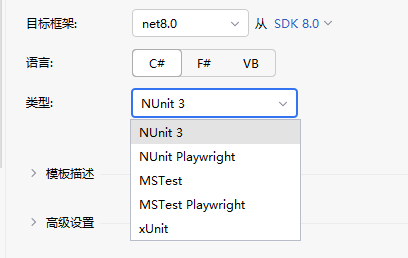 目标框架: net8.0 从 SDK 8.0
语言: C# F# VB
类型: NUnit 3
NUnit 3
NUnit Playwright
MSTest
模板描述
MSTest Playwright
高级设置
xUnit